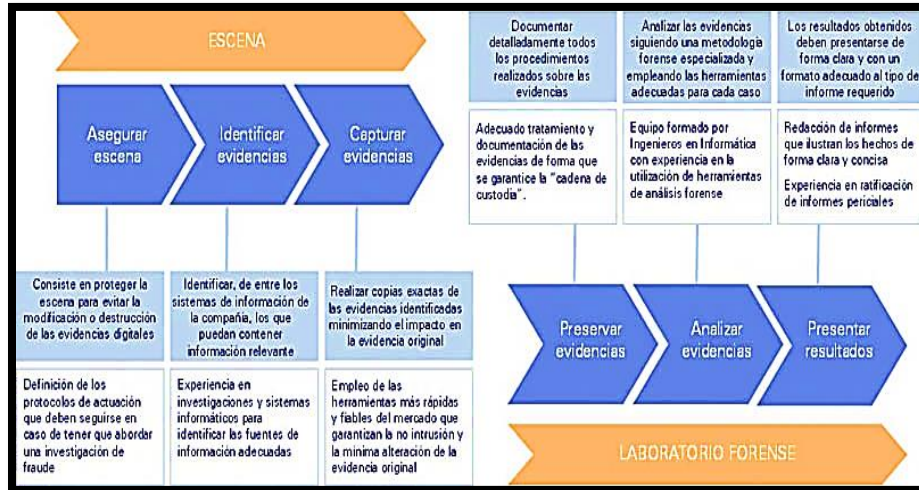 ESCENA
Asegurar
escena
Identificar
evidencias
Capturar
evidencias
Consiste en proteger la
escena para evitar la
modificación o destrucción
de las evidencias digitales
Identificar, de entre los
sistemas de información de
la compañía, los que
puedan contener
información relevante
Realizar copias exactas de
las evidencias identificadas
minimizando el impacto en
la evidencia original
Definición de los
protocolos de actuación
que deben seguirse en
caso de tener que abordar
una investigación de
fraude
Experiencia en
investigaciones y sistemas
informáticos para
identificar las fuentes de
información adecuadas
Empleo de las
herramientas más rápidas
y fiables del mercado que
garantizan la no intrusión y
la mínima alteración de la
evidencia original
Documentar
detalladamente todos
los procedimientos
realizados sobre las
evidencias
Analizar las evidencias
siguiendo una metodología
forense especializada y
empleando las herramientas
adecuadas para cada caso
Los resultados obtenidos
deben presentarse de
forma clara y con un
formato adecuado al tipo de
informe requerido
Adecuado tratamiento y
documentación de las
evidencias de forma que
se garantice la "cadena de
custodia".
Equipo formado por
Ingenieros en Informática
con experiencia en la
utilización de herramientas
de análisis forense
Redacción de informes
que ilustran los hechos de
forma clara y concisa
Experiencia en ratificación
de informes periciales
Preservar
evidencias
Analizar
evidencias
Presentar
resultados
LABORATORIO FORENSE